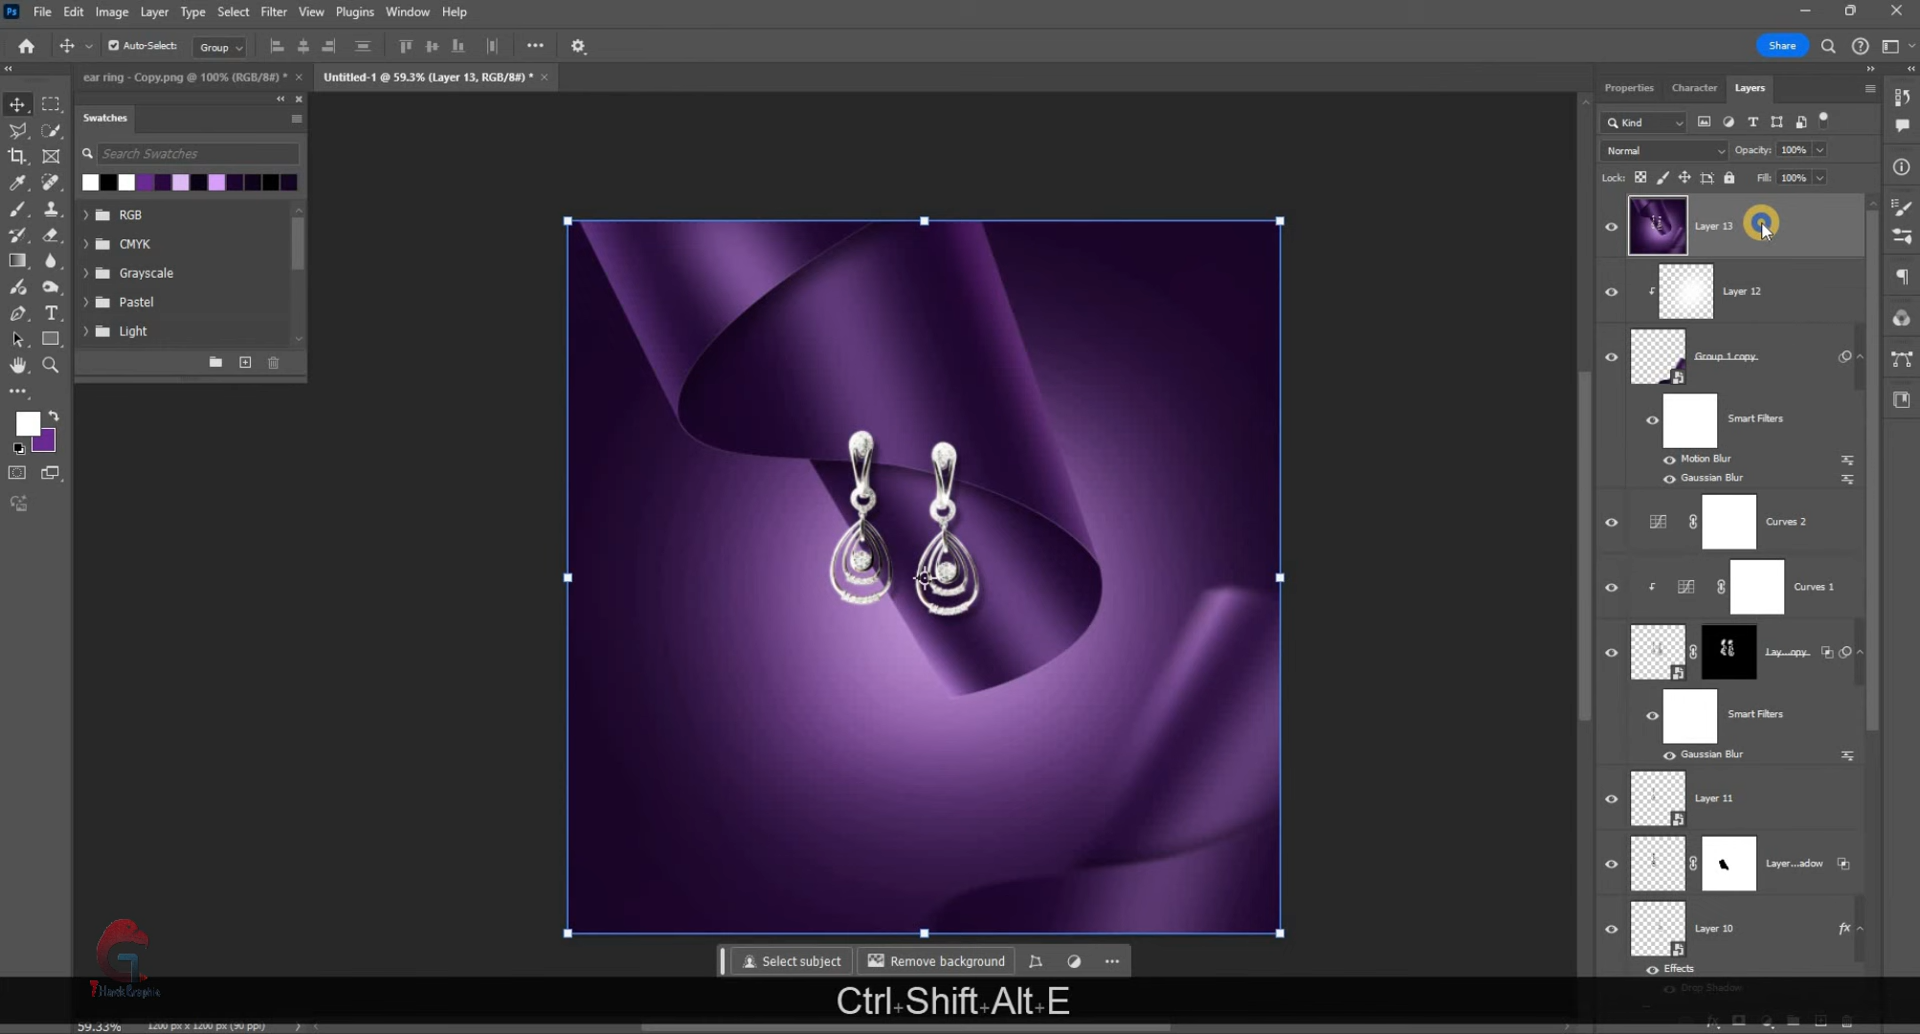 Ps File Edit Image Layer Type Select Filter View Plugins Window Help
Auto-Select: Group Share
ear ring - Copy.png @ 100% (RGB/8#) * × Untitled-1 @ 59.3% (Layer 13, RGB/8#) * ×
Properties Character Layers
Swatches
Kind
Search Swatches
Normal Opacity: 100%
Lock: Fill: 100%
RGB
Layer 13
CMYK
Grayscale
Layer 12
Pastel
Light
Group 1 copy
Smart Filters
Motion Blur
Gaussian Blur
Curves 2
Curves 1
Lay...opy
Smart Filters
Gaussian Blur
Layer 11
Layer...adow
Layer 10
fx
Select subject Remove background
Effects
Drop Shadow
Ctrl+Shift+Alt+E
59.33% 1200 px x 1200 px (90 ppi)